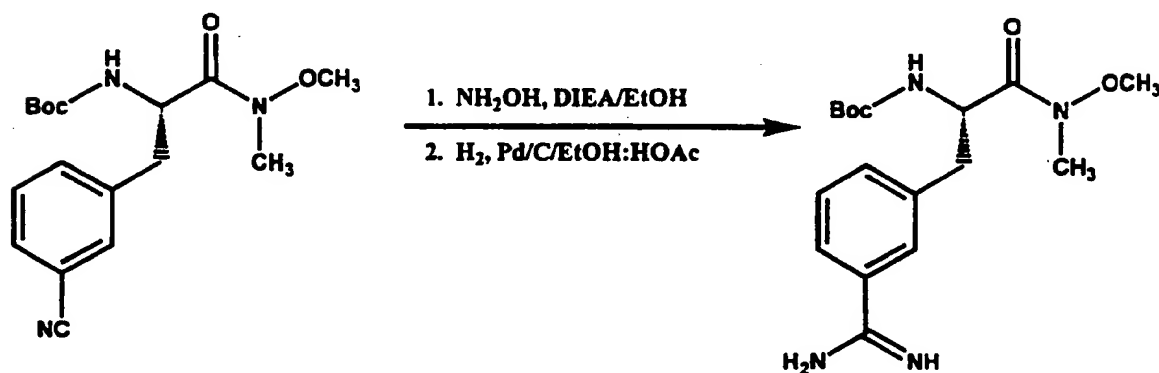 O
H
N
Boc
N
OCH₃
CH₃
NC
1. NH₂OH, DIEA/EtOH
2. H₂, Pd/C/EtOH:HOAc
O
H
N
Boc
N
OCH₃
CH₃
H₂N
NH